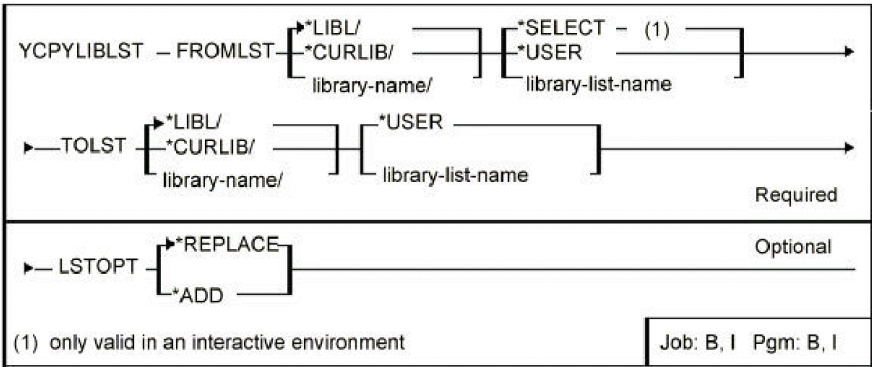 *LIBL/ *SELECT (1)
YCPYLIBLST FROMLST *CURLIB/ *USER
library-name/ library-list-name
*LIBL/ *USER
TOLST *CURLIB/
library-name/ library-list-name
Required
*REPLACE Optional
LSTOPT
*ADD
(1) only valid in an interactive environment Job: B, I Pgm: B, I